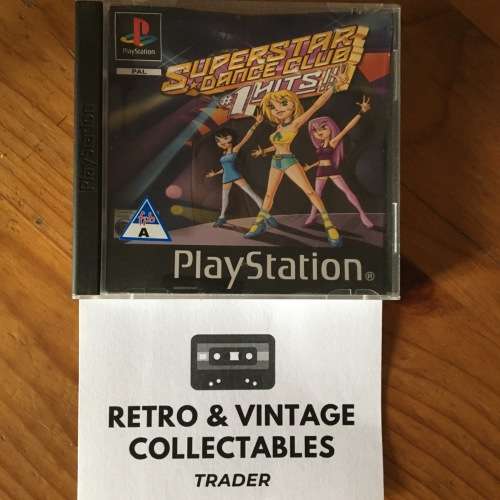 PlayStation
PAL
SUPERSTAR
DANCE CLUB
#1 HITS!!!
PlayStation
A
PlayStation®
RETRO & VINTAGE
COLLECTABLES
TRADER